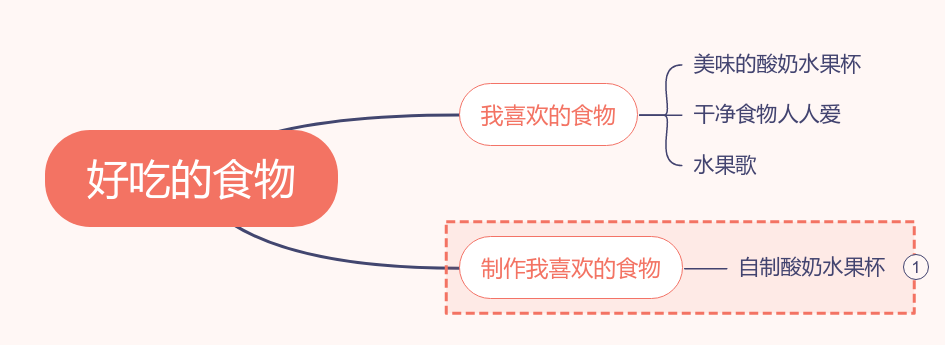 好吃的食物
我喜欢的食物
美味的酸奶水果杯
干净食物人人爱
水果歌
制作我喜欢的食物
自制酸奶水果杯
1